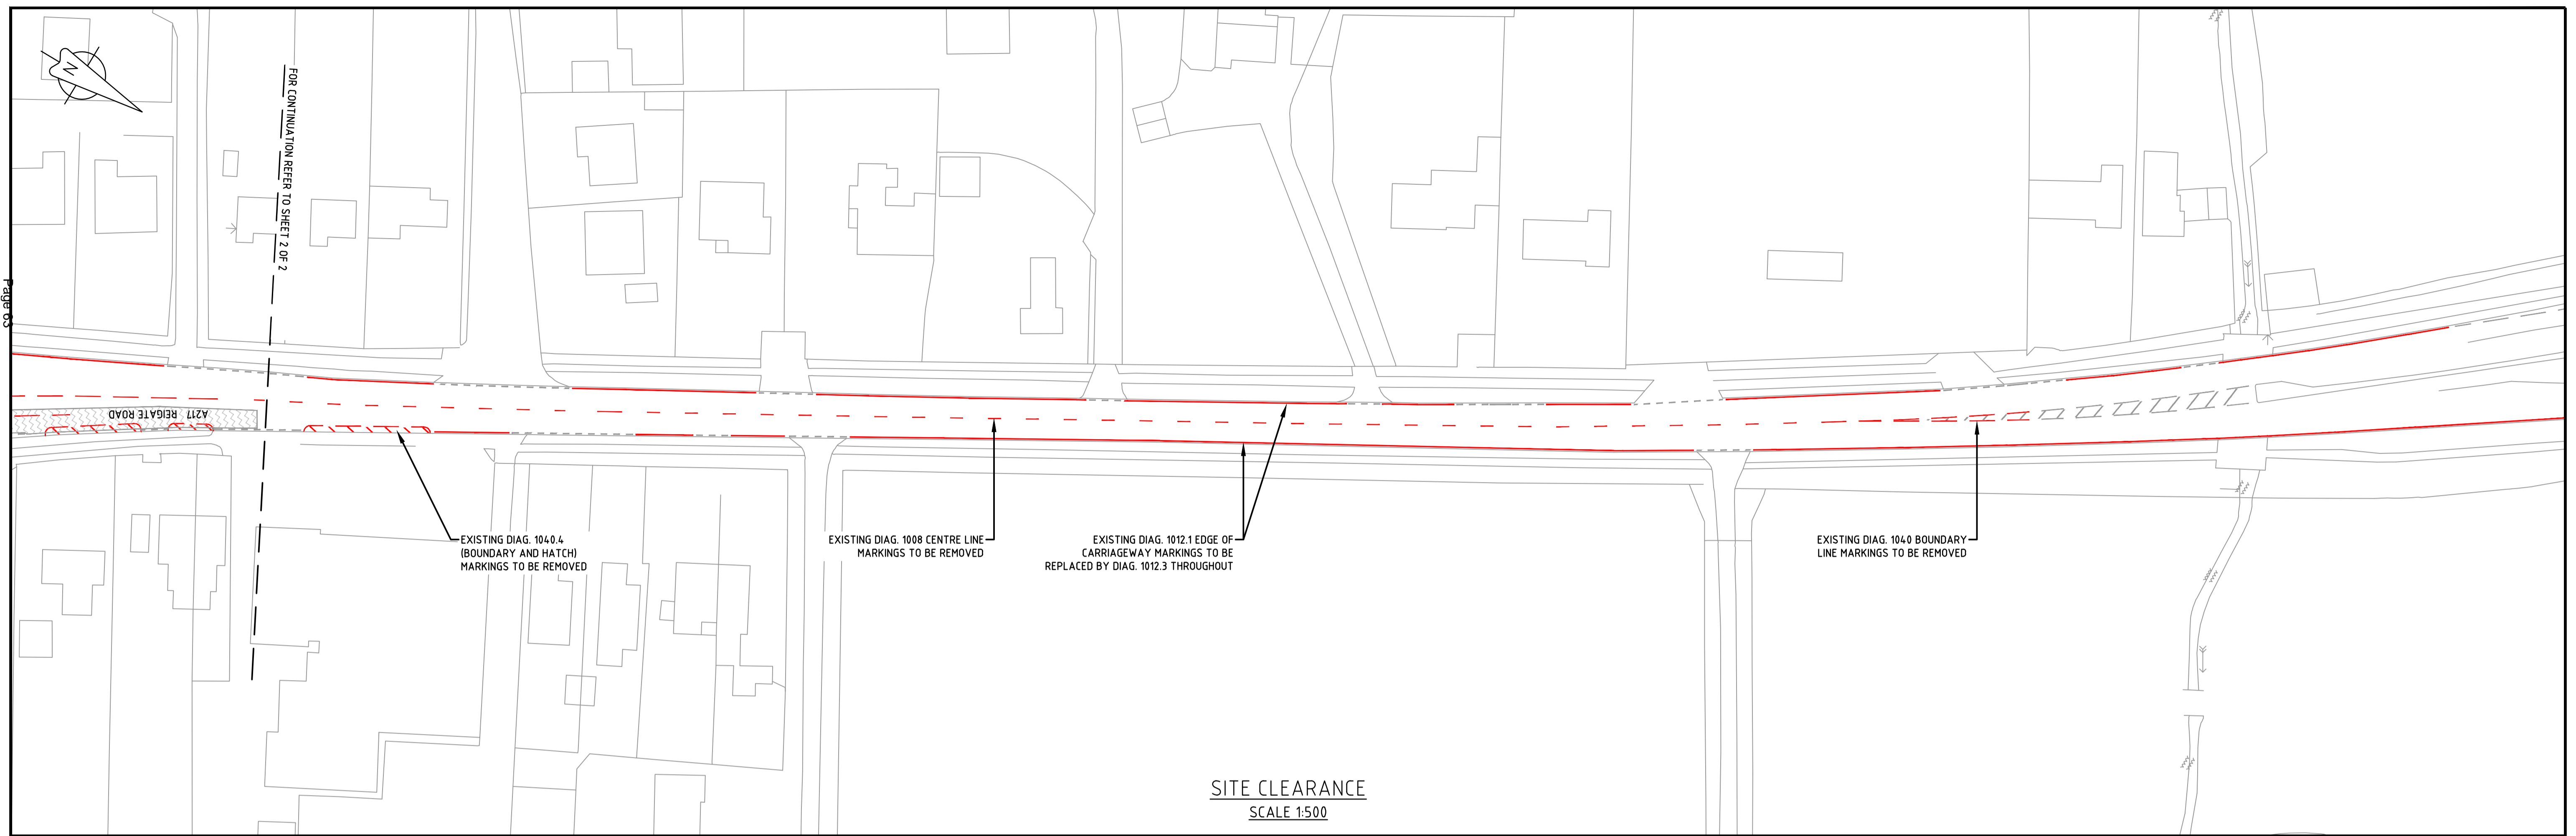 N
FOR CONTINUATION REFER TO SHEET 2 OF 2
Page 63
A217 REIGATE ROAD
EXISTING DIAG. 1040.4
(BOUNDARY AND HATCH)
MARKINGS TO BE REMOVED
EXISTING DIAG. 1008 CENTRE LINE
MARKINGS TO BE REMOVED
EXISTING DIAG. 1012.1 EDGE OF
CARRIAGEWAY MARKINGS TO BE
REPLACED BY DIAG. 1012.3 THROUGHOUT
EXISTING DIAG. 1040 BOUNDARY
LINE MARKINGS TO BE REMOVED
SITE CLEARANCE
SCALE 1:500